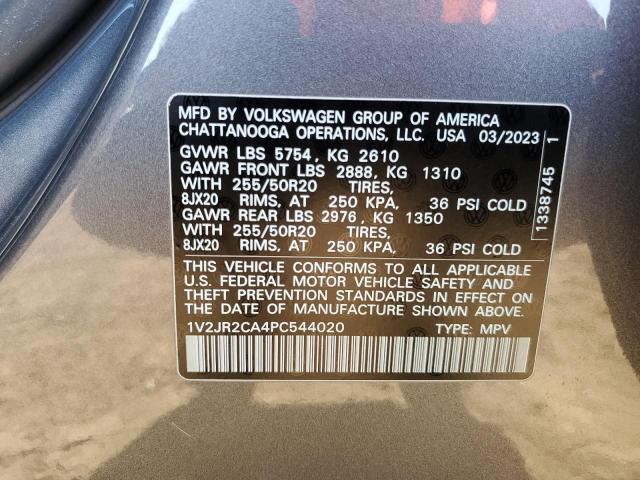 MFD BY VOLKSWAGEN GROUP OF AMERICA
CHATTANOOGA OPERATIONS, LLC. USA 03/2023
GVWR LBS 5754, KG 2610
GAWR FRONT LBS 2888, KG 1310
WITH 255/50R20 TIRES,
8JX20 RIMS, AT 250 KPA, 36 PSI COLD
GAWR REAR LBS 2976, KG 1350
WITH 255/50R20 TIRES,
8JX20 RIMS, AT 250 KPA, 36 PSI COLD
THIS VEHICLE CONFORMS TO ALL APPLICABLE
U.S. FEDERAL MOTOR VEHICLE SAFETY AND
THEFT PREVENTION STANDARDS IN EFFECT ON
THE DATE OF MANUFACTURE SHOWN ABOVE.
1V2JR2CA4PC544020 TYPE: MPV
1338745 1